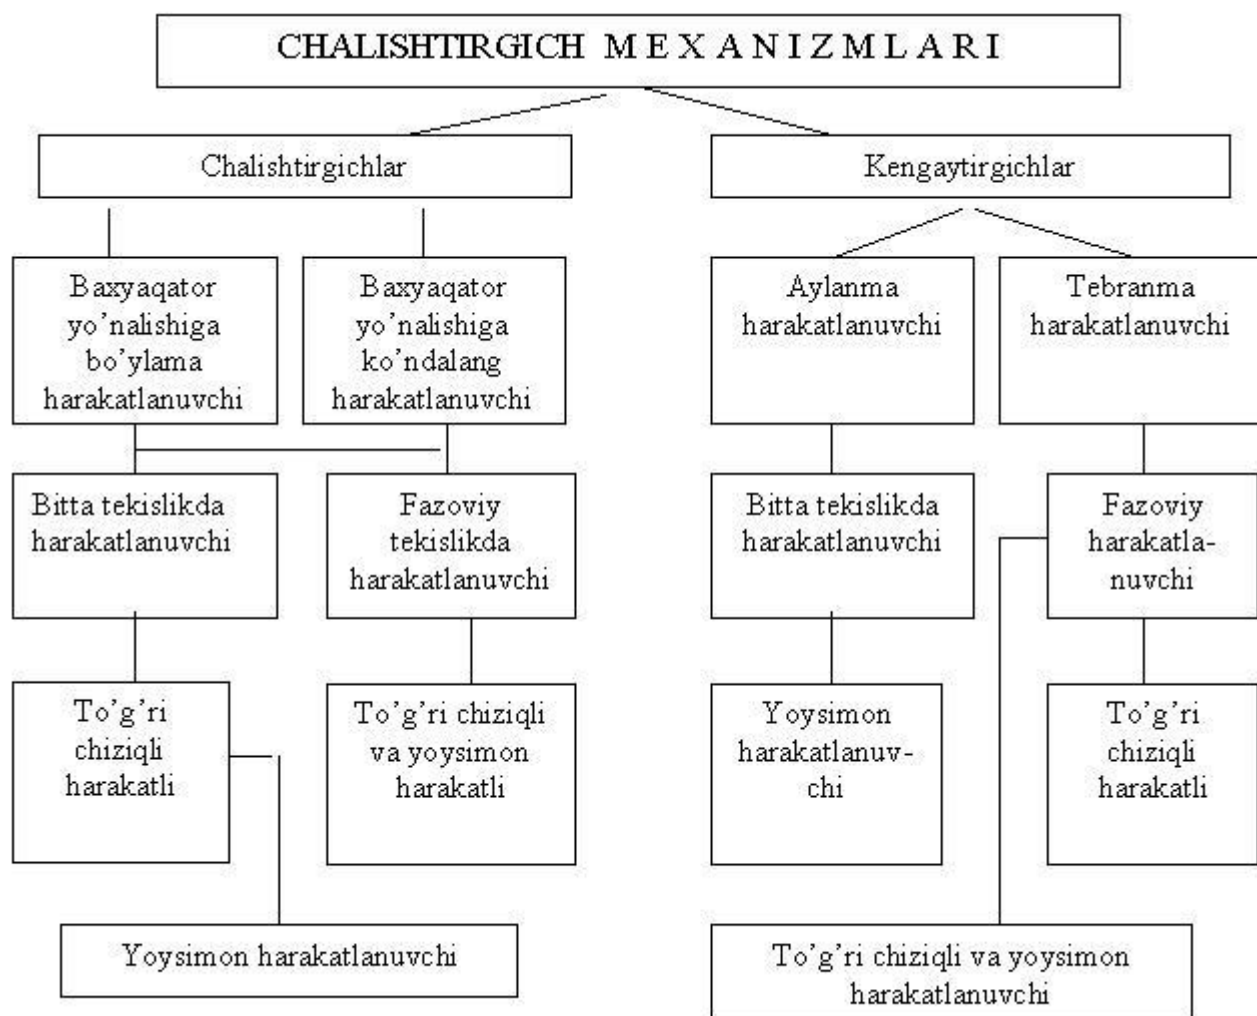 CHALISHTIRGICH M E X A N I Z M L A R I
Chalishtirgichlar
Kengaytirgichlar
Baxyaqator
yo’nalishiga
bo’ylama
harakatlanuvchi
Baxyaqator
yo’nalishiga
ko’ndalang
harakatlanuvchi
Aylanma
harakatlanuvchi
Tebranma
harakatlanuvchi
Bitta tekislikda
harakatlanuvchi
Fazoviy
tekislikda
harakatlanuvchi
Bitta tekislikda
harakatlanuvchi
Fazoviy
harakatla-
nuvchi
To’g’ri
chiziqli
harakatli
To’g’ri chiziqli
va yoysimon
harakatli
Yoysimon
harakatlanuv-
chi
To’g’ri
chiziqli
harakatli
Yoysimon harakatlanuvchi
To’g’ri chiziqli va yoysimon
harakatlanuvchi